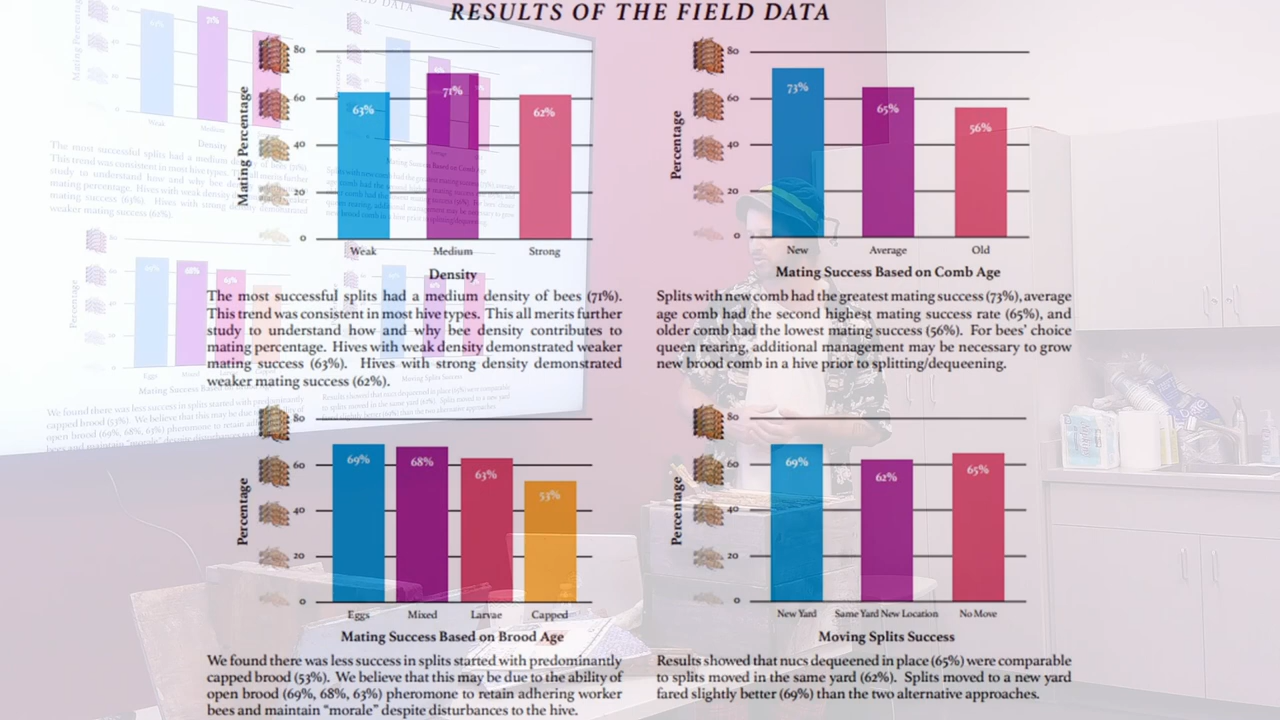 RESULTS OF THE FIELD DATA
Mating Percentage
80
60
40
20
0
63%
71%
62%
Weak
Medium
Strong
Density
The most successful splits had a medium density of bees (71%).
This trend was consistent in most hive types. This all merits further
study to understand how and why bee density contributes to
mating percentage. Hives with weak density demonstrated weaker
mating success (63%). Hives with strong density demonstrated
weaker mating success (62%).
Percentage
80
60
40
20
0
73%
65%
56%
New
Average
Old
Mating Success Based on Comb Age
Splits with new comb had the greatest mating success (73%), average
age comb had the second highest mating success rate (65%), and
older comb had the lowest mating success (56%). For bees' choice
queen rearing, additional management may be necessary to grow
new brood comb in a hive prior to splitting/dequeening.
Percentage
80
60
40
20
0
69%
68%
63%
53%
Eggs
Mixed
Larvae
Capped
Mating Success Based on Brood Age
We found there was less success in splits started with predominantly
capped brood (53%). We believe that this may be due to the ability of
open brood (69%, 68%, 63%) pheromone to retain adhering worker
bees and maintain “morale” despite disturbances to the hive.
Percentage
80
60
40
20
0
69%
62%
65%
New Yard
Same Yard New Location
No Move
Moving Splits Success
Results showed that nucs dequeened in place (65%) were comparable
to splits moved in the same yard (62%). Splits moved to a new yard
fared slightly better (69%) than the two alternative approaches.